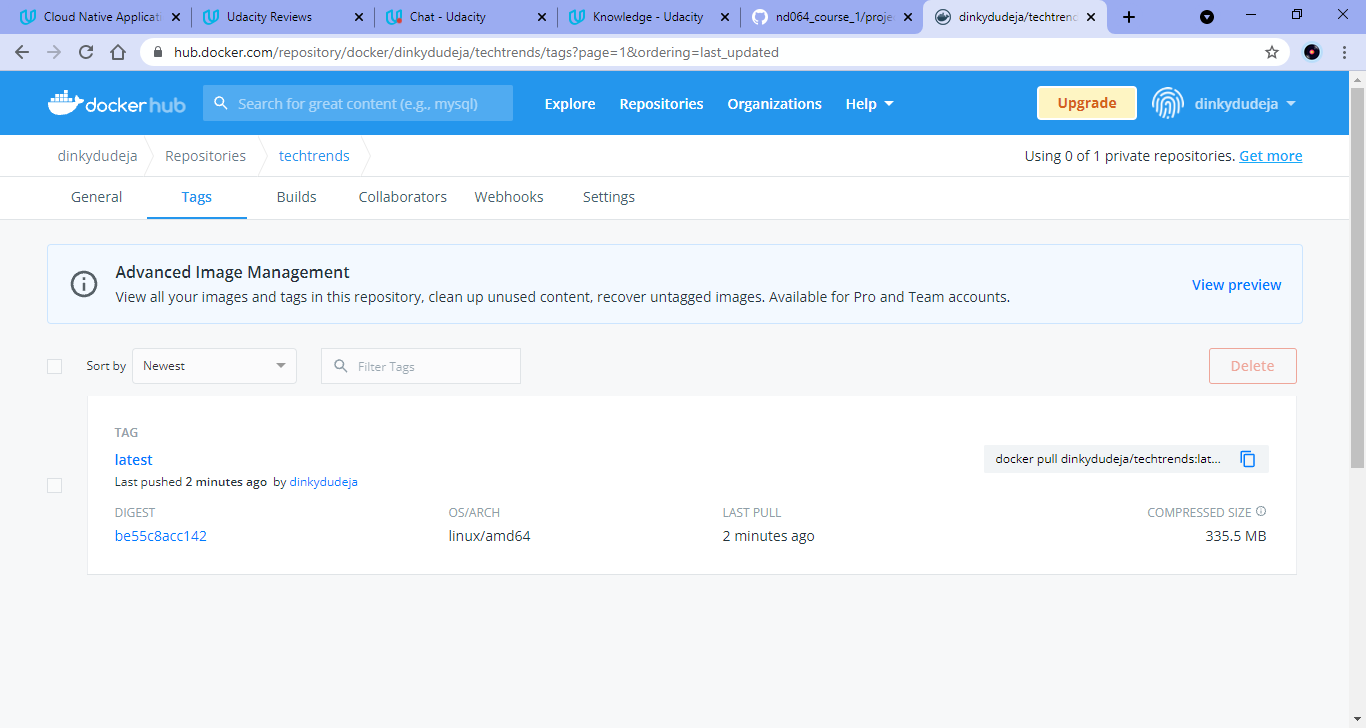 Cloud Native Applicati
Udacity Reviews
Chat - Udacity
Knowledge - Udacity
nd064_course_1/proje
dinkydudeja/techtrend
hub.docker.com/repository/docker/dinkydudeja/techtrends/tags?page=1&ordering=last_updated
docker hub
Search for great content (e.g., mysql)
Explore
Repositories
Organizations
Help
Upgrade
dinkydudeja
dinkydudeja
Repositories
techtrends
Using 0 of 1 private repositories. Get more
General
Tags
Builds
Collaborators
Webhooks
Settings
Advanced Image Management
View all your images and tags in this repository, clean up unused content, recover untagged images. Available for Pro and Team accounts.
View preview
Sort by
Newest
Filter Tags
Delete
TAG
latest
Last pushed 2 minutes ago by dinkydudeja
docker pull dinkydudeja/techtrends:lat...
DIGEST
OS/ARCH
LAST PULL
COMPRESSED SIZE
be55c8acc142
linux/amd64
2 minutes ago
335.5 MB